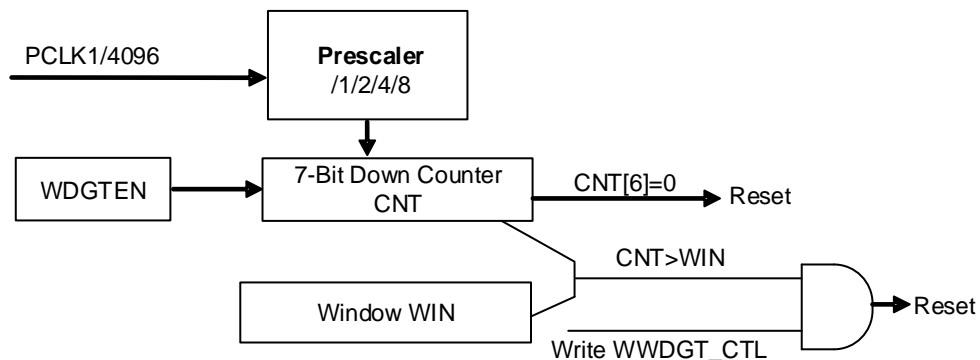 PCLK1/4096
Prescaler
/1/2/4/8
WDGTEN
7-Bit Down Counter
CNT
CNT[6]=0
Reset
CNT>WIN
Window WIN
Reset
Write WWDGT_CTL